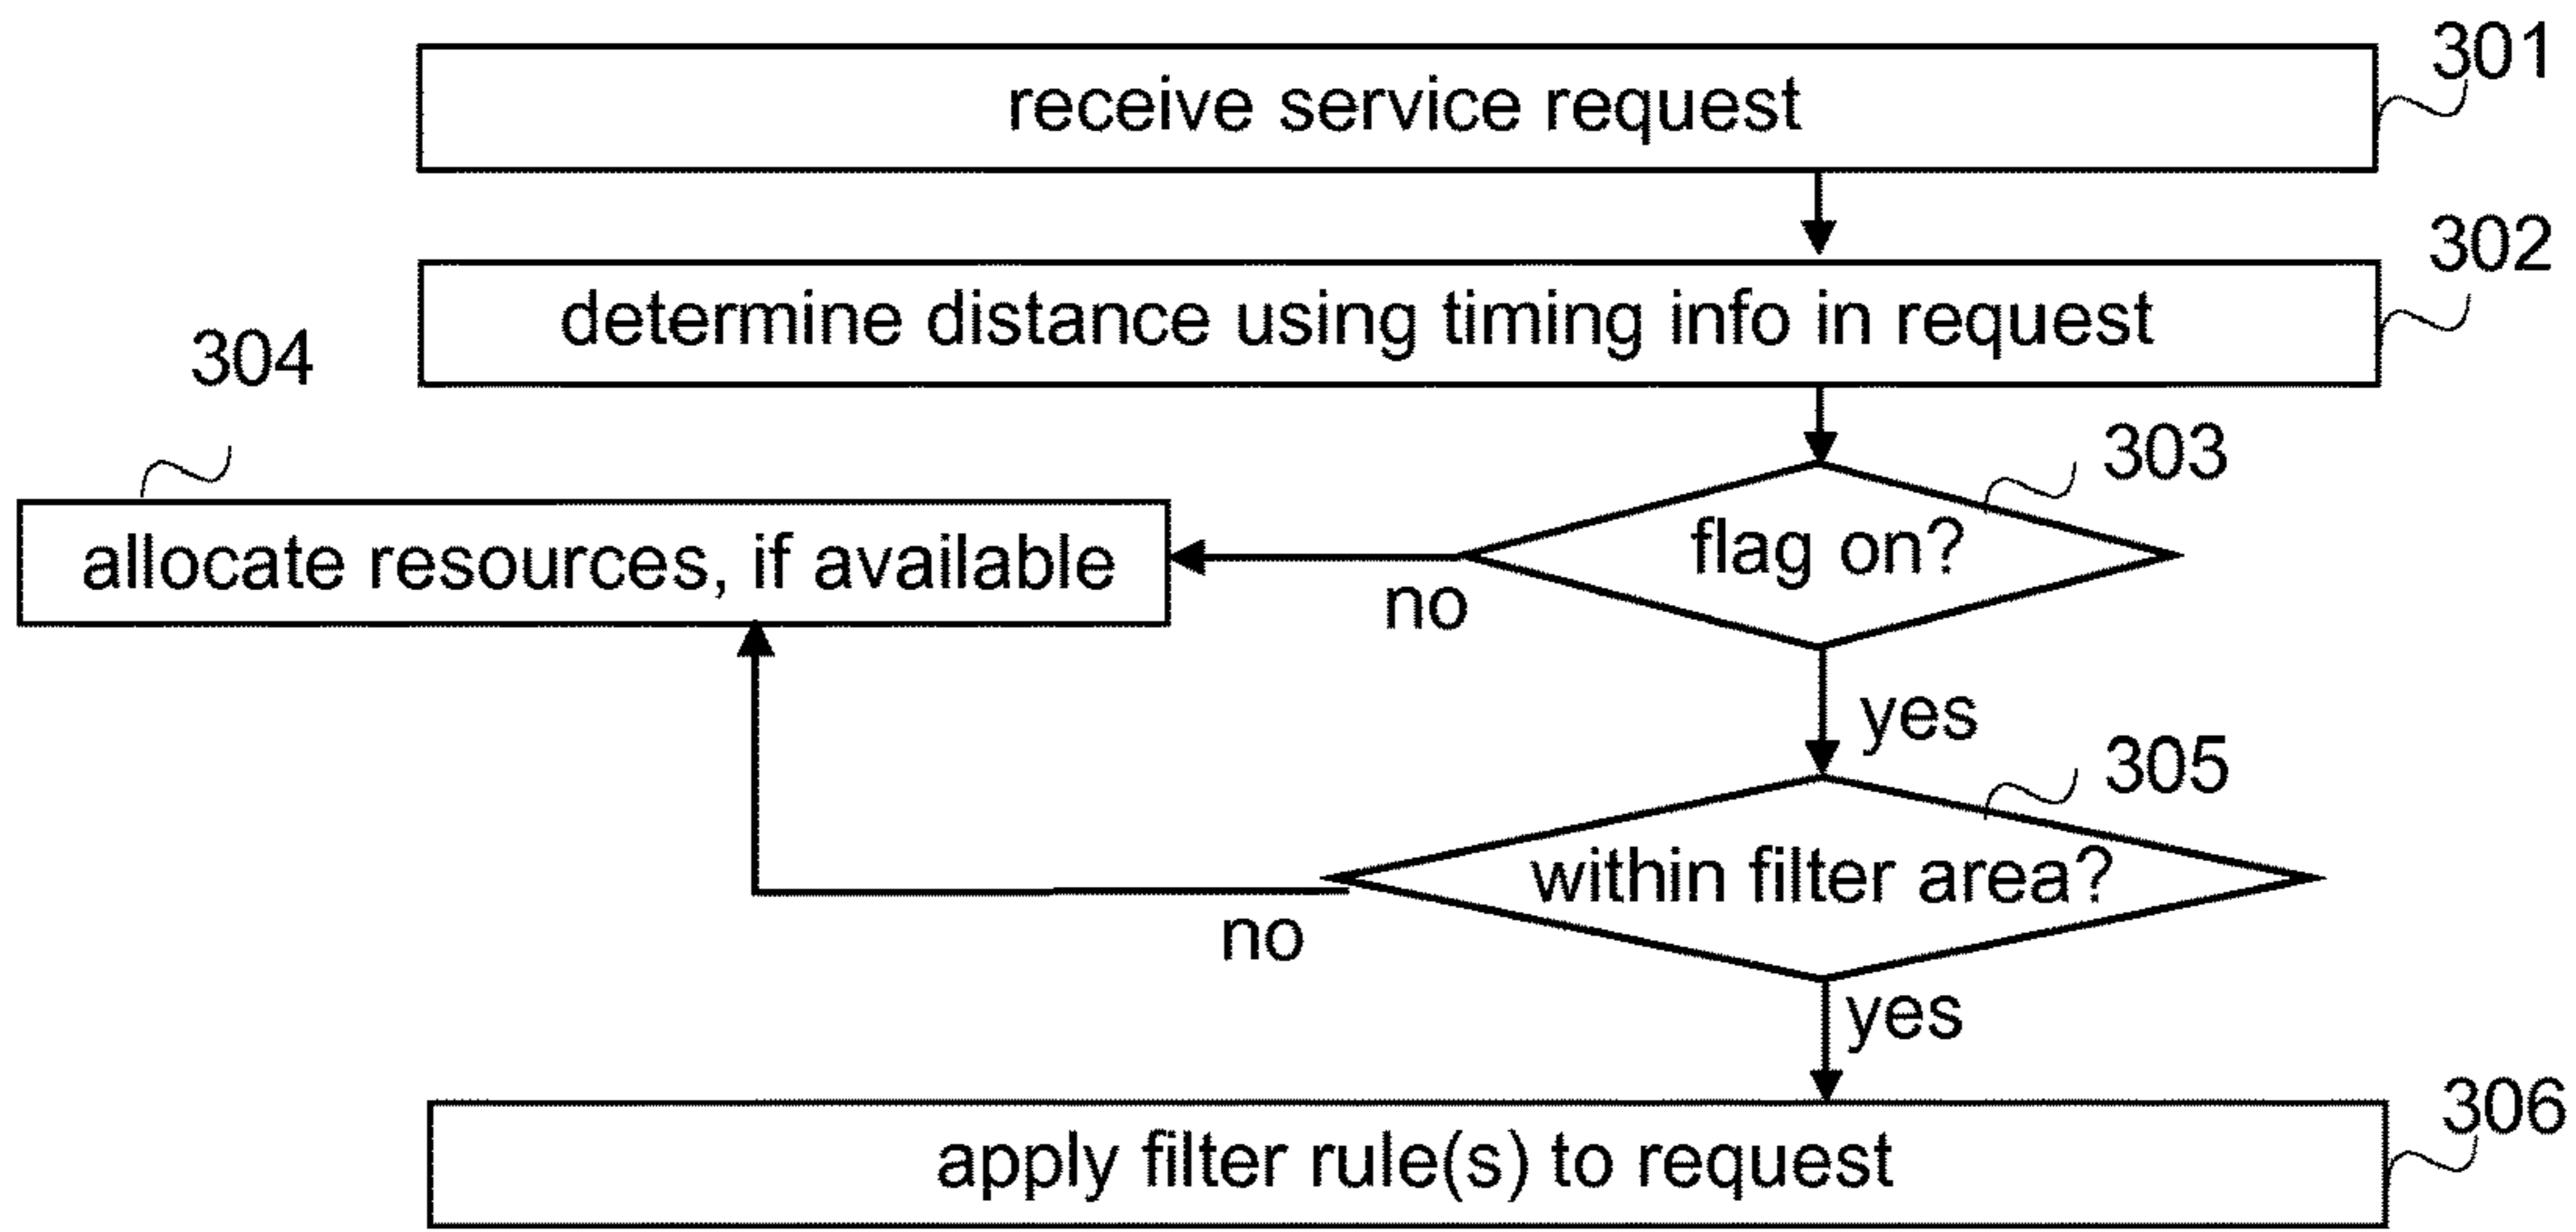 301
receive service request
302
determine distance using timing info in request
304
303
flag on?
allocate resources, if available
no
yes
305
within filter area?
no
yes
306
apply filter rule(s) to request